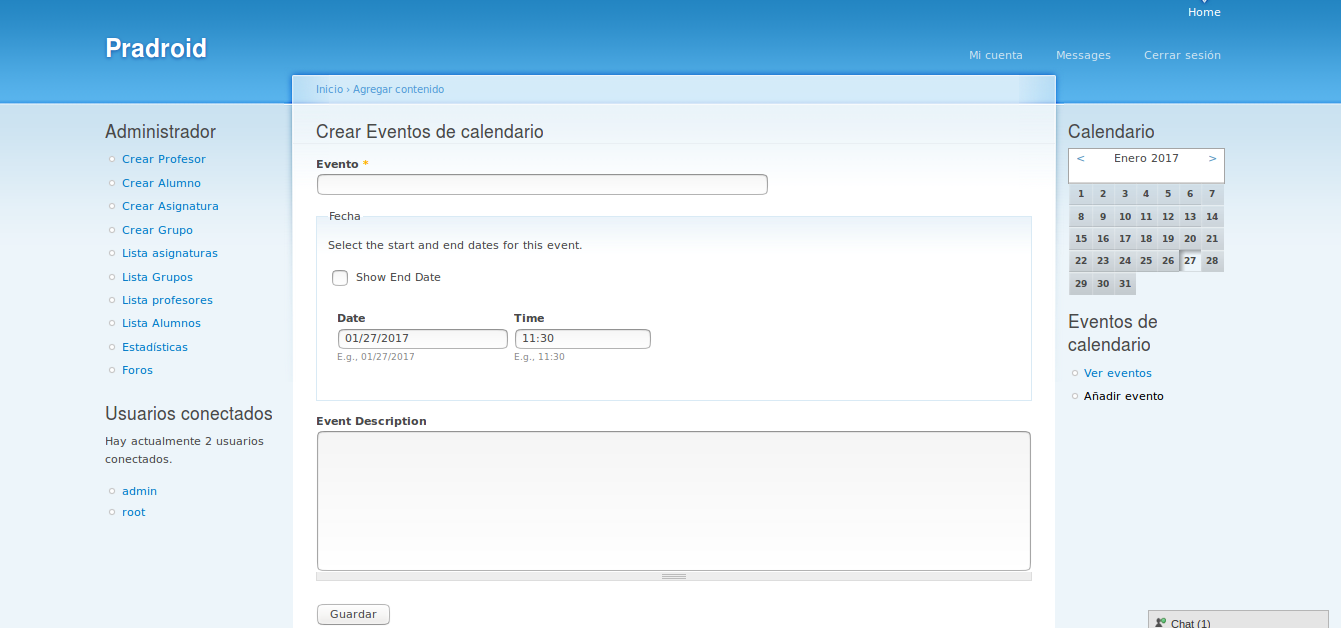 Home
Pradroid
Mi cuenta Messages Cerrar sesión
Inicio › Agregar contenido
Administrador
Crear Profesor
Crear Alumno
Crear Asignatura
Crear Grupo
Lista asignaturas
Lista Grupos
Lista profesores
Lista Alumnos
Estadísticas
Foros
Usuarios conectados
Hay actualmente 2 usuarios
conectados.
admin
root
Crear Eventos de calendario
Evento *
Fecha
Select the start and end dates for this event.
Show End Date
Date Time
01/27/2017 11:30
E.g., 01/27/2017 E.g., 11:30
Event Description
Guardar
Calendario
< Enero 2017 >
1 2 3 4 5 6 7
8 9 10 11 12 13 14
15 16 17 18 19 20 21
22 23 24 25 26 27 28
29 30 31
Eventos de
calendario
Ver eventos
Añadir evento
Chat (1)